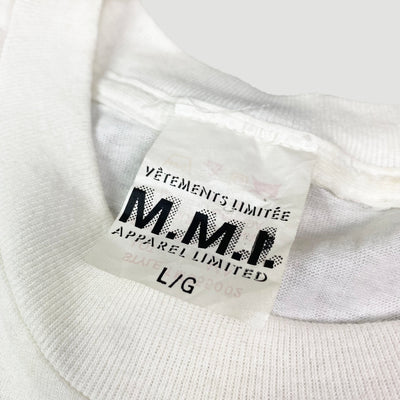 VÊTEMENTS LIMITÉE
M.M.I.
APPAREL LIMITED
L/G